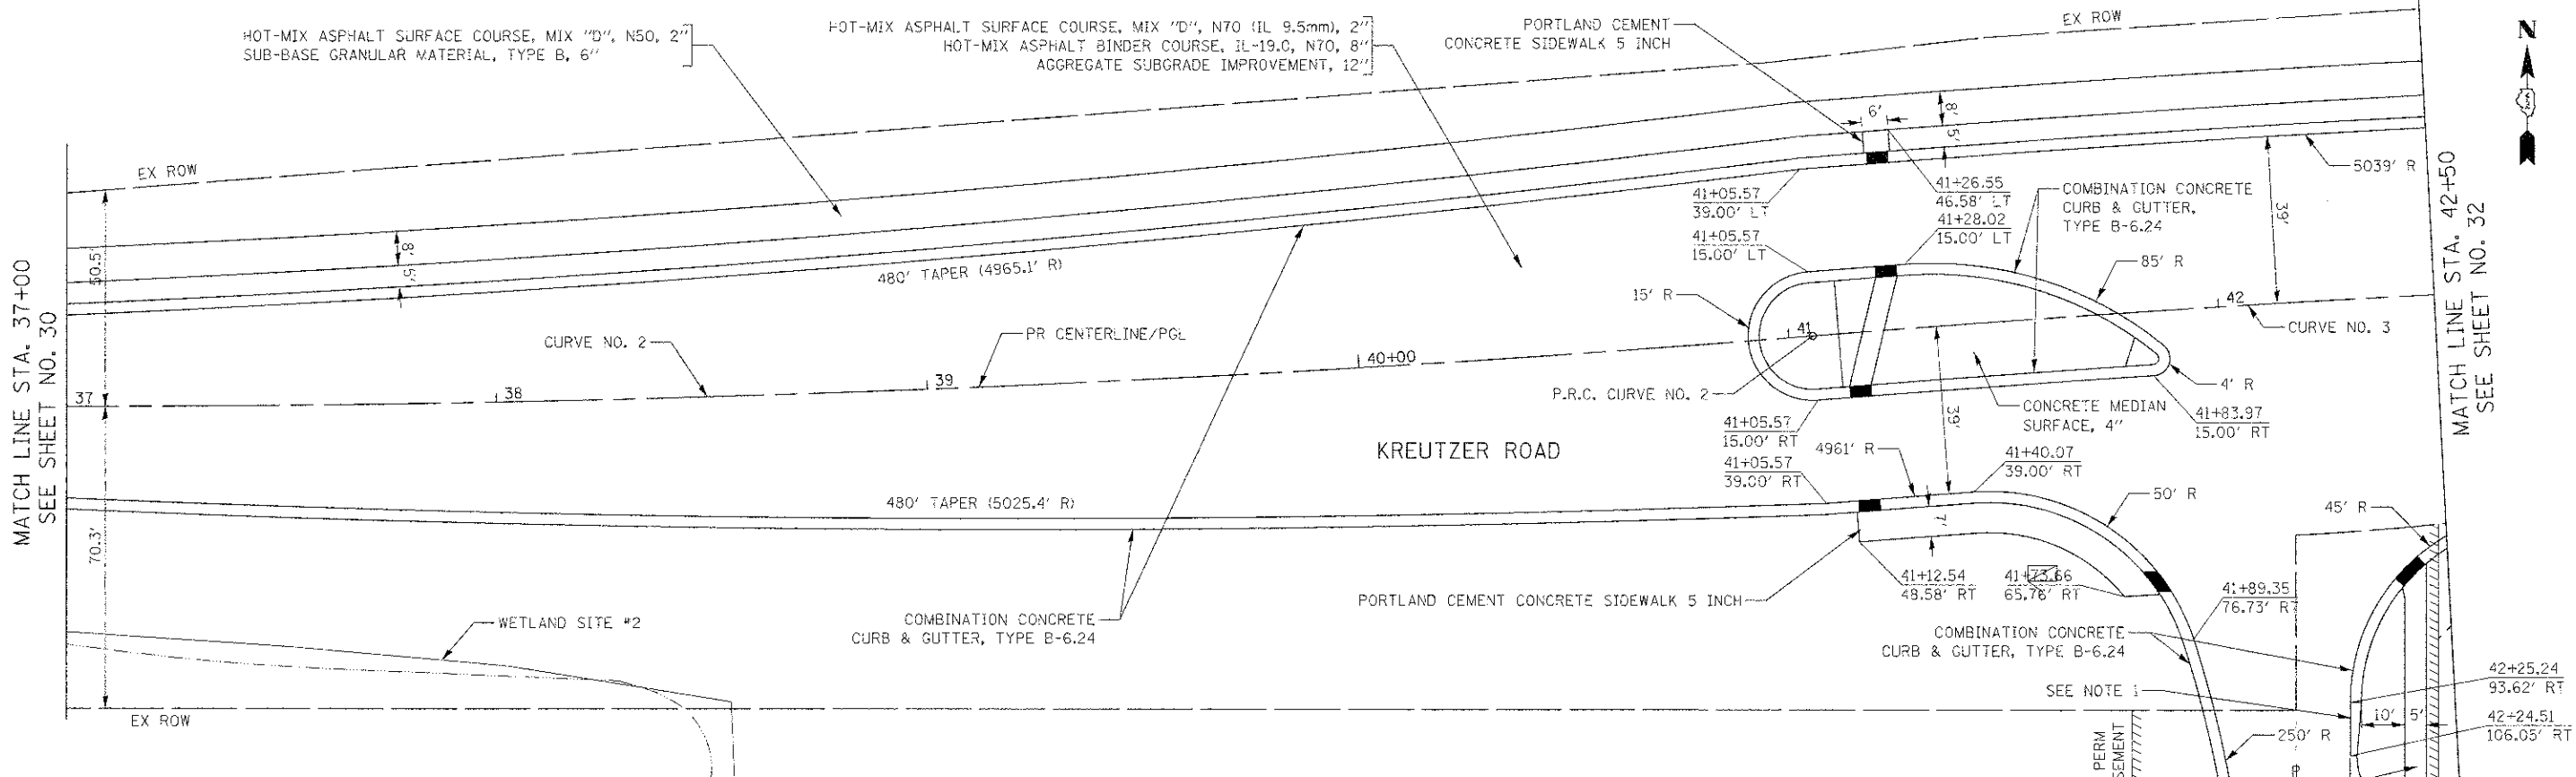 HOT-MIX ASPHALT SURFACE COURSE, MIX "D", N50, 2"
SUB-BASE GRANULAR MATERIAL, TYPE B, 6"
HOT-MIX ASPHALT SURFACE COURSE, MIX "D", N70 (IL 9.5mm), 2"
HOT-MIX ASPHALT BINDER COURSE, IL-19.0, N70, 8"
AGGREGATE SUBGRADE IMPROVEMENT, 12"
PORTLAND CEMENT
CONCRETE SIDEWALK 5 INCH
EX ROW
N
EX ROW
6'
8'
5'
5039' R
41+05.57
39.00' LT
41+26.55
46.58' LT
41+28.02
15.00' LT
COMBINATION CONCRETE
CURB & GUTTER,
TYPE B-6.24
39'
41+05.57
15.00' LT
85' R
15' R
MATCH LINE STA. 37+00
SEE SHEET NO. 30
50.5'
8'
5'
480' TAPER (4965.1' R)
CURVE NO. 2
PR CENTERLINE/PGL
37
38
39
40+00
41
42
CURVE NO. 3
MATCH LINE STA. 42+50
SEE SHEET NO. 32
P.R.C. CURVE NO. 2
4' R
CONCRETE MEDIAN
SURFACE, 4"
41+83.97
15.00' RT
39'
41+05.57
15.00' RT
KREUTZER ROAD
4961' R
41+40.07
39.00' RT
41+05.57
39.00' RT
50' R
45' R
480' TAPER (5025.4' R)
70.3'
7'
41+12.54
48.58' RT
41+73.66
65.76' RT
41+89.35
76.73' RT
PORTLAND CEMENT CONCRETE SIDEWALK 5 INCH
WETLAND SITE #2
COMBINATION CONCRETE
CURB & GUTTER, TYPE B-6.24
COMBINATION CONCRETE
CURB & GUTTER, TYPE B-6.24
42+25.24
93.62' RT
SEE NOTE 1
EX ROW
10'
5'
42+24.51
106.05' RT
250' R
PERM
SEMENT